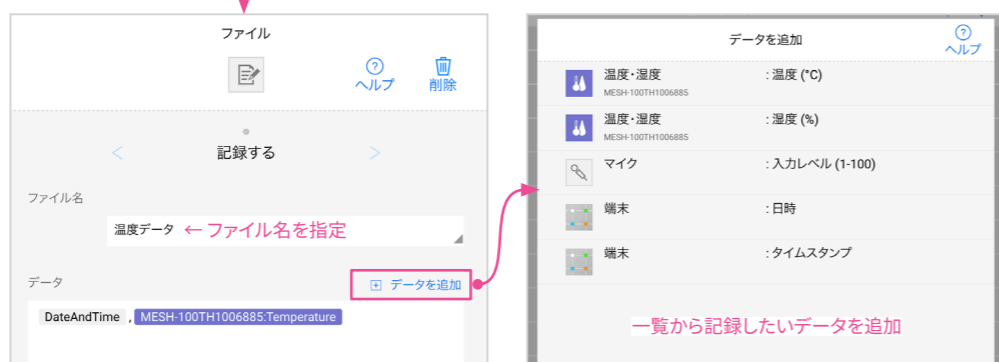 ファイル
ヘルプ
削除
記録する
ファイル名
温度データ ←ファイル名を指定
データ
データを追加
DateAndTime , MESH-100TH1006885:Temperature
データを追加
ヘルプ
温度・湿度 : 温度 (°C)
MESH-100TH1006885
温度・湿度 : 湿度 (%)
MESH-100TH1006885
マイク : 入力レベル (1-100)
端末 : 日時
端末 : タイムスタンプ
一覧から記録したいデータを追加